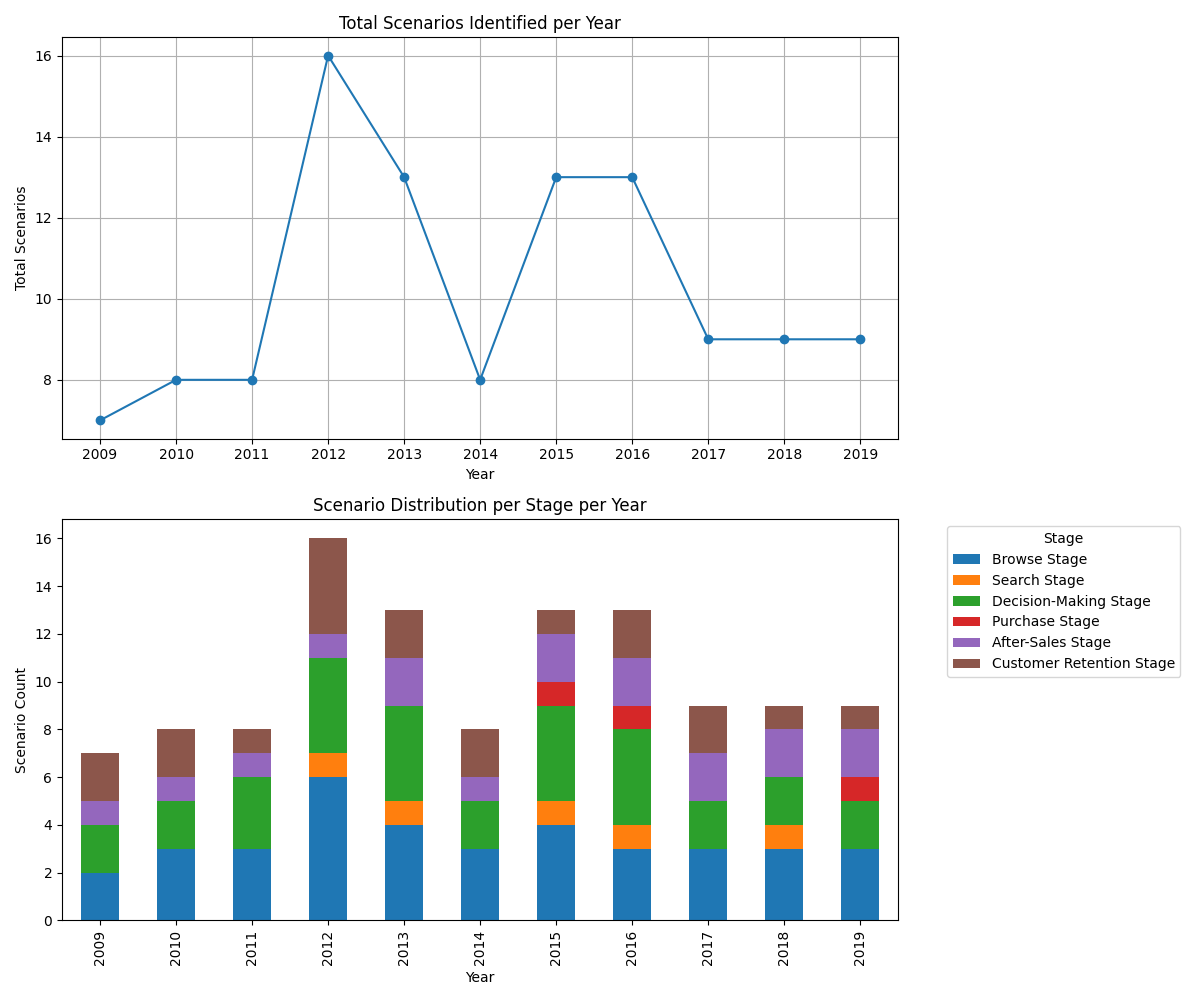 Total Scenarios Identified per Year
Total Scenarios
16
14
12
10
8
2009 2010 2011 2012 2013 2014 2015 2016 2017 2018 2019
Year
Scenario Distribution per Stage per Year
Scenario Count
16
14
12
10
8
6
4
2
0
2009 2010 2011 2012 2013 2014 2015 2016 2017 2018 2019
Year
Stage
Browse Stage
Search Stage
Decision-Making Stage
Purchase Stage
After-Sales Stage
Customer Retention Stage